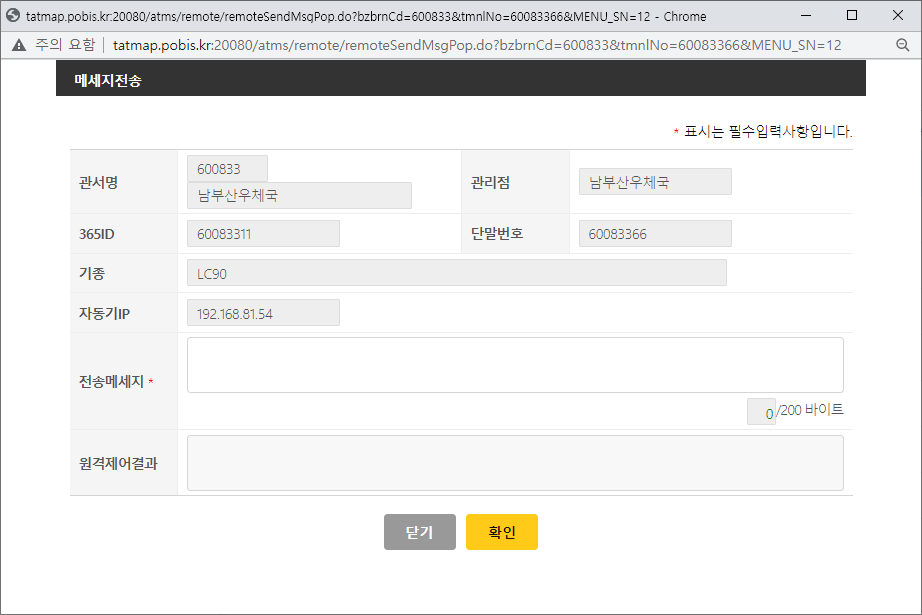 tatmap.pobis.kr:20080/atms/remote/remoteSendMsgPop.do?bzbrnCd=600833&tmnlNo=60083366&MENU_SN=12 - Chrome
주의 요함 | tatmap.pobis.kr:20080/atms/remote/remoteSendMsgPop.do?bzbrnCd=600833&tmnlNo=60083366&MENU_SN=12
메세지전송
* 표시는 필수입력사항입니다.
관서명 600833 남부산우체국 관리점 남부산우체국
365ID 60083311 단말번호 60083366
기종 LC90
자동기IP 192.168.81.54
전송메세지 *
0/200 바이트
원격제어결과
닫기 확인